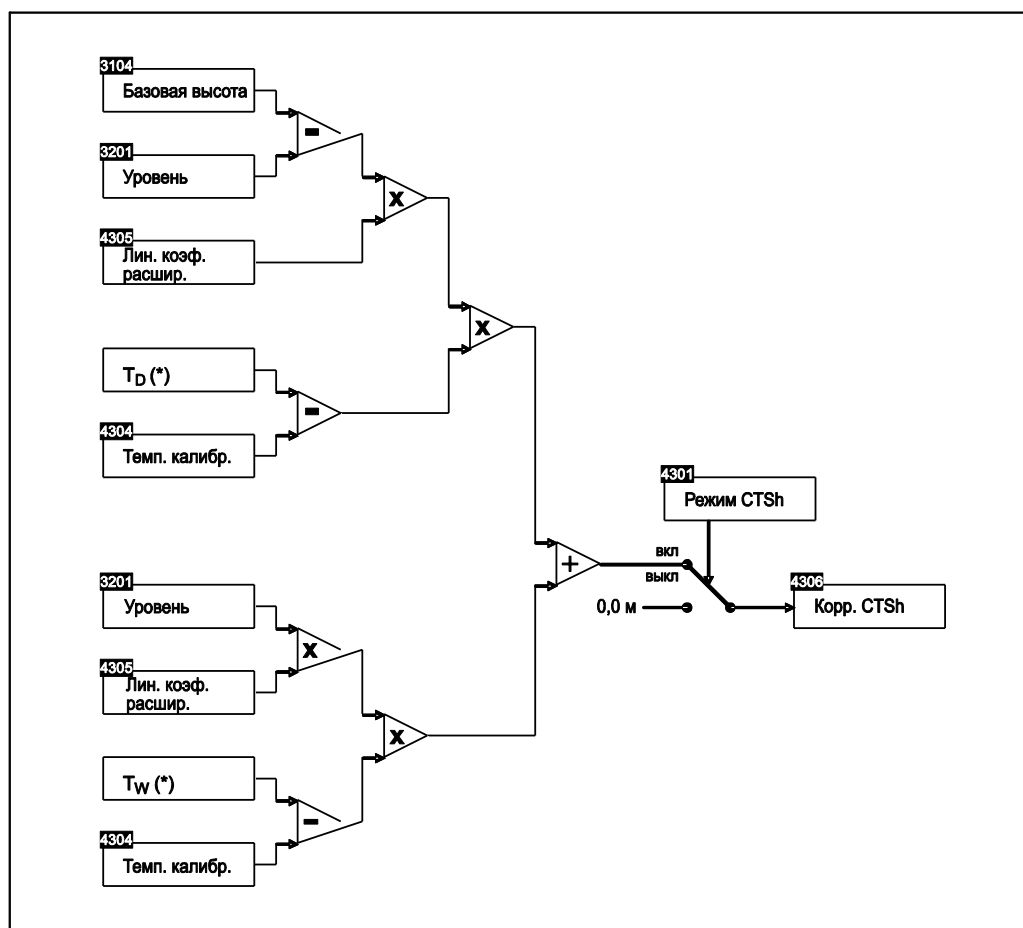 3104
Базовая высота
3201
Уровень
4305
Лин. коэф.
расшир.
TD (*)
4304
Темп. калибр.
3201
Уровень
4305
Лин. коэф.
расшир.
TW (*)
4304
Темп. калибр.
-
x
x
-
x
x
-
+
4301
Режим CTSh
вкл
выкл
0,0 м
4306
Корр. CTSh